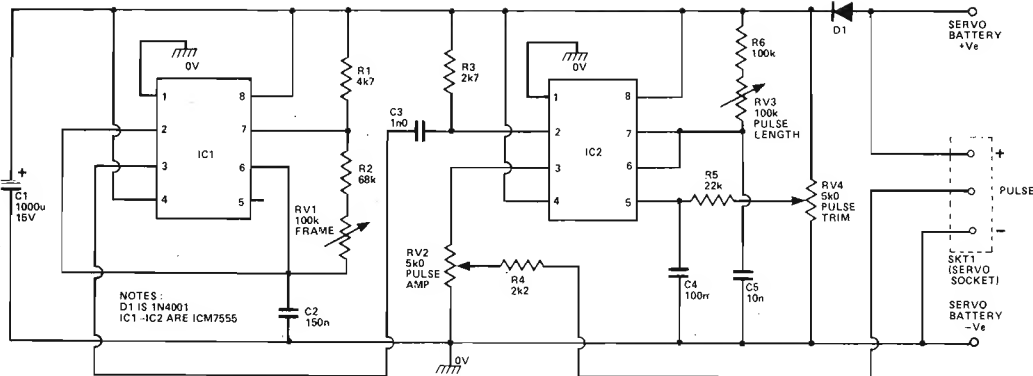 SERVO
BATTERY
+Ve
D1
0V
1
2
3
4
8
7
6
5
IC1
R1
4k7
R2
68k
RV1
100k
FRAME
C1
1000u
15V
+
C2
150n
NOTES :
D1 IS 1N4001
IC1 -IC2 ARE ICM7555
C3
1n0
R3
2k7
0V
1
2
3
4
8
7
6
5
IC2
R6
100k
RV3
100k
PULSE
LENGTH
R5
22k
RV4
5k0
PULSE
TRIM
RV2
5k0
PULSE
AMP
R4
2k2
C4
100n
C5
10n
0V
+
PULSE
−
SKT1
(SERVO
SOCKET)
SERVO
BATTERY
−Ve